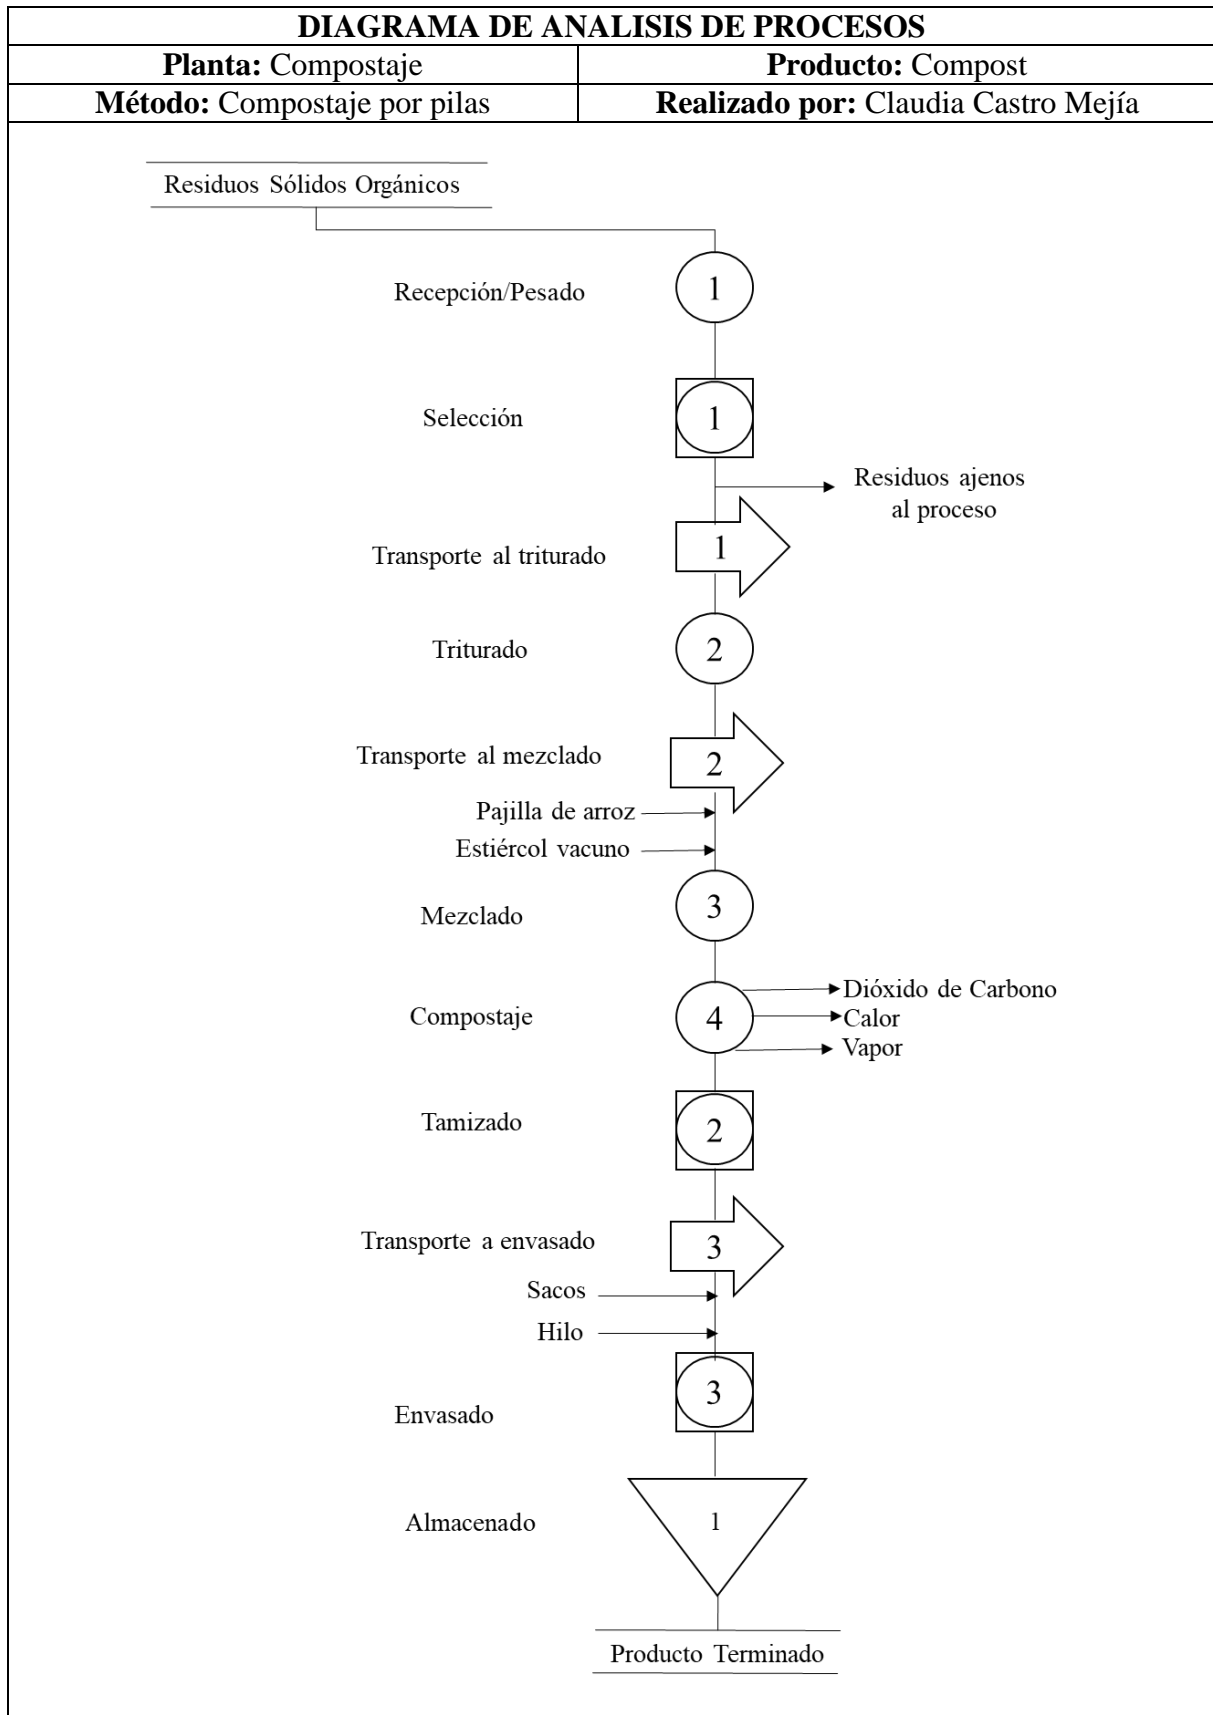 DIAGRAMA DE ANALISIS DE PROCESOS
Planta: Compostaje
Producto: Compost
Método: Compostaje por pilas
Realizado por: Claudia Castro Mejía
Residuos Sólidos Orgánicos
Recepción/Pesado
1
Selección
1
Residuos ajenos
al proceso
Transporte al triturado
1
Triturado
2
Transporte al mezclado
2
Pajilla de arroz
Estiércol vacuno
Mezclado
3
Compostaje
4
Dióxido de Carbono
Calor
Vapor
Tamizado
2
Transporte a envasado
3
Sacos
Hilo
Envasado
3
Almacenado
1
Producto Terminado